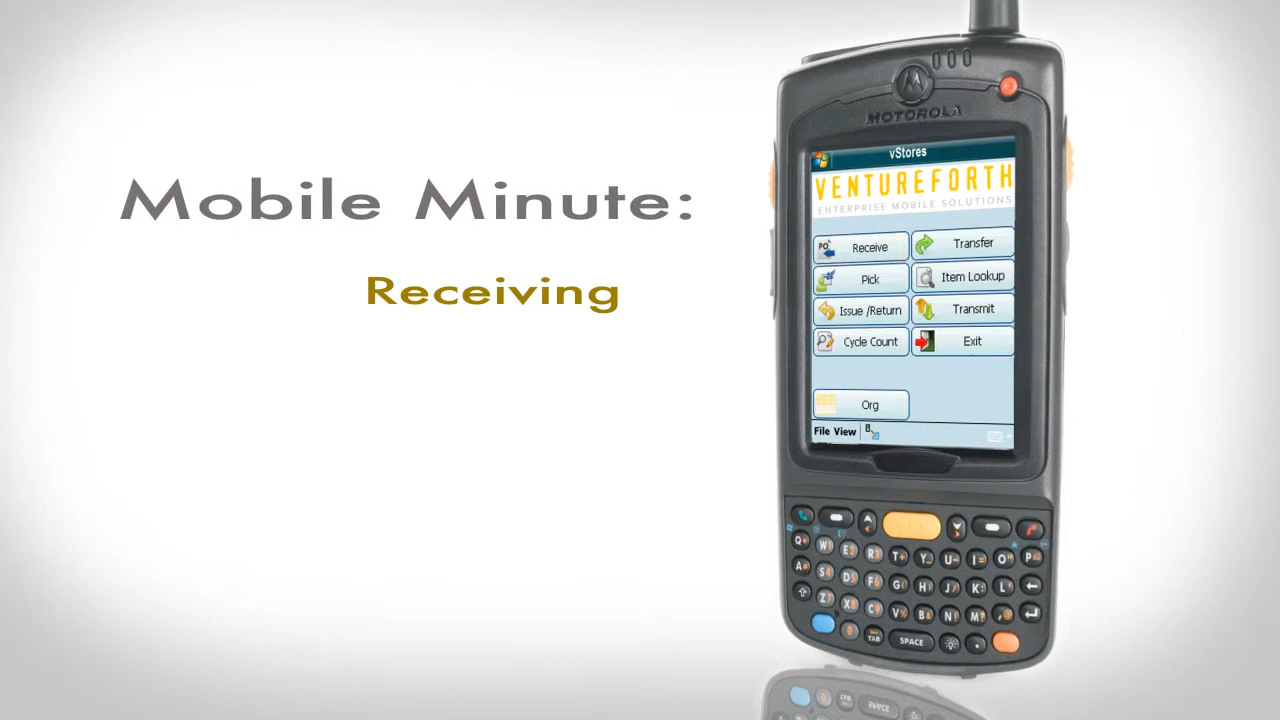 Mobile Minute:
Receiving
MOTOROLA
vStores
VENTUREFORTH
ENTERPRISE MOBILE SOLUTIONS
Receive
Transfer
Pick
Item Lookup
Issue /Return
Transmit
Cycle Count
Exit
Org
File View
Q W E R T Y U I O P
A S D F G H J K L
Z X C V B N M
TAB SPACE